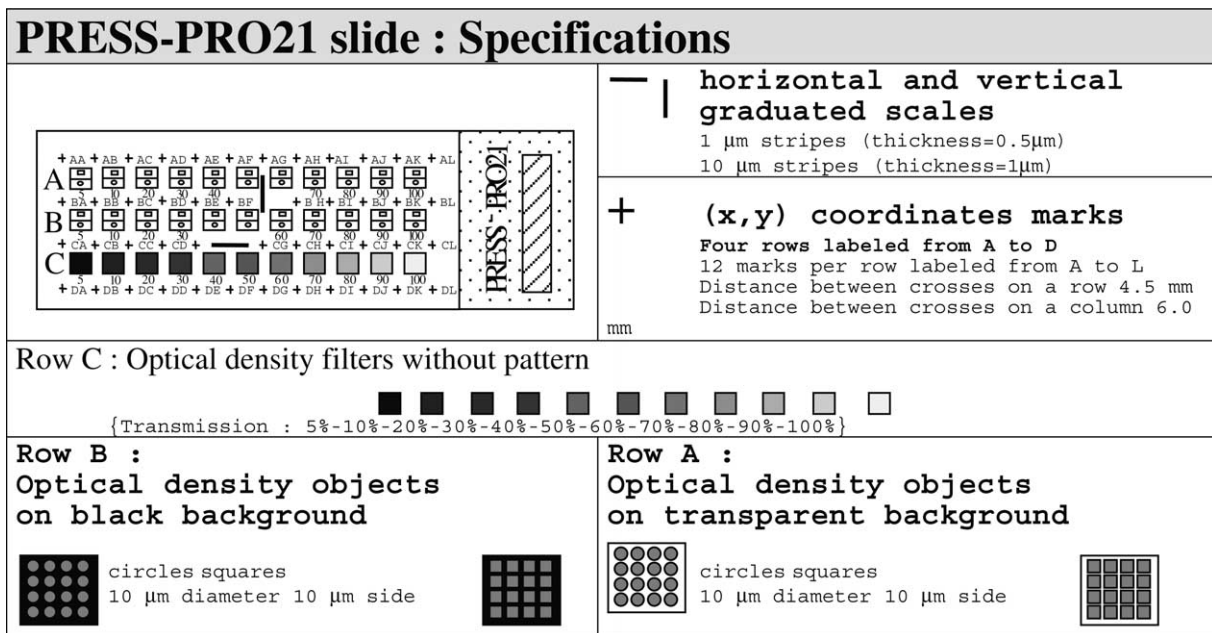 PRESS-PRO21 slide : Specifications
+ AA + AB + AC + AD + AE + AF + AG + AH + AI + AJ + AK + AL
A
5 10 20 30 40 70 80 90 100
+ BA + BB + BC + BD + BE + BF + B H + BI + BJ + BK + BL
B
5 10 20 30 60 70 80 90 100
+ CA + CB + CC + CD + + CG + CH + CI + CJ + CK + CL
C
5 10 20 30 40 50 60 70 80 90 100
+ DA + DB + DC + DD + DE + DF + DG + DH + DI + DJ + DK + DL
PRESS-PRO21
horizontal and vertical
graduated scales
1 µm stripes (thickness=0.5µm)
10 µm stripes (thickness=1µm)
+ (x,y) coordinates marks
Four rows labeled from A to D
12 marks per row labeled from A to L
Distance between crosses on a row 4.5 mm
Distance between crosses on a column 6.0
mm
Row C : Optical density filters without pattern
{Transmission : 5%-10%-20%-30%-40%-50%-60%-70%-80%-90%-100%}
Row B :
Optical density objects
on black background
circles squares
10 µm diameter 10 µm side
Row A :
Optical density objects
on transparent background
circles squares
10 µm diameter 10 µm side